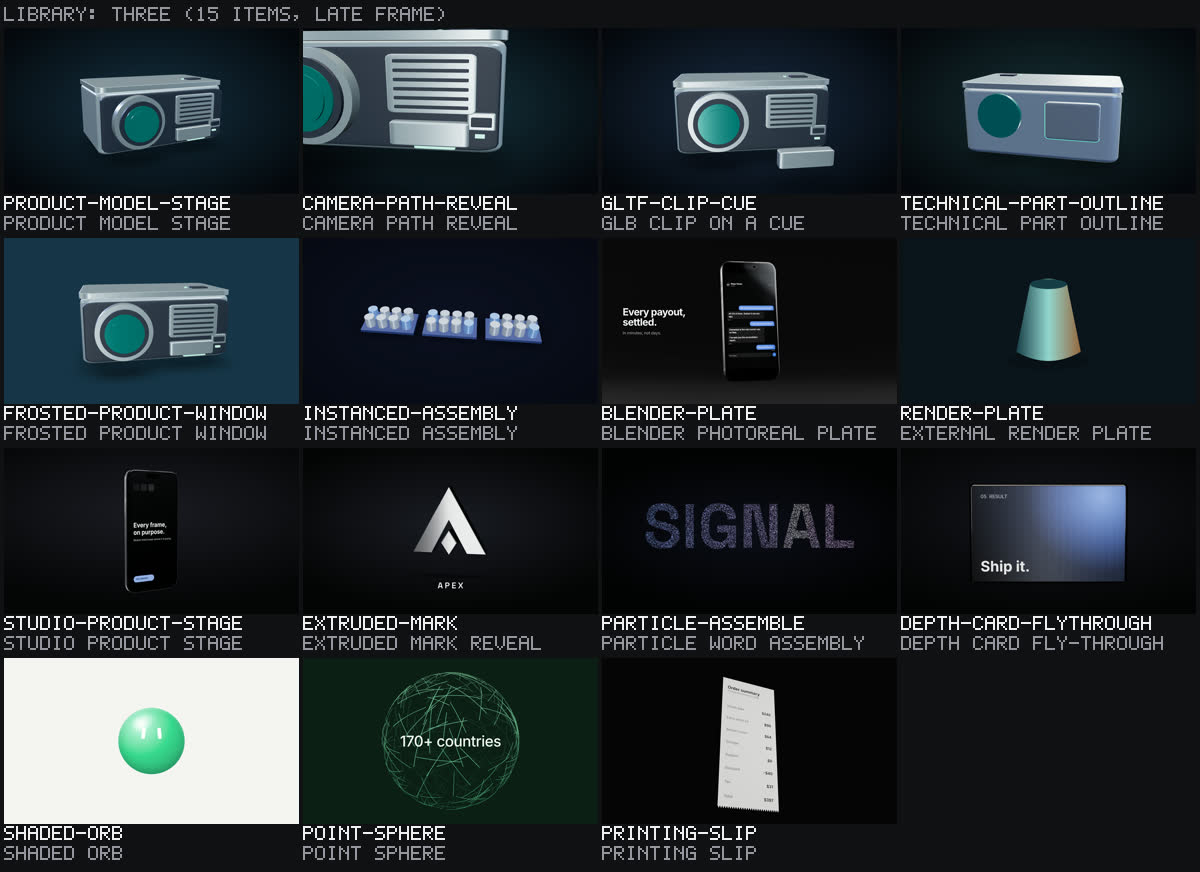 LIBRARY: THREE (15 ITEMS, LATE FRAME)
PRODUCT-MODEL-STAGE
PRODUCT MODEL STAGE
CAMERA-PATH-REVEAL
CAMERA PATH REVEAL
GLTF-CLIP-CUE
GLB CLIP ON A CUE
TECHNICAL-PART-OUTLINE
TECHNICAL PART OUTLINE
FROSTED-PRODUCT-WINDOW
FROSTED PRODUCT WINDOW
INSTANCED-ASSEMBLY
INSTANCED ASSEMBLY
Every payout,
settled.
in minutes, not days.
BLENDER-PLATE
BLENDER PHOTOREAL PLATE
RENDER-PLATE
EXTERNAL RENDER PLATE
Every frame,
on purpose.
STUDIO-PRODUCT-STAGE
STUDIO PRODUCT STAGE
APEX
EXTRUDED-MARK
EXTRUDED MARK REVEAL
SIGNAL
PARTICLE-ASSEMBLE
PARTICLE WORD ASSEMBLY
05 RESULT
Ship it.
DEPTH-CARD-FLYTHROUGH
DEPTH CARD FLY-THROUGH
SHADED-ORB
SHADED ORB
170+ countries
POINT-SPHERE
POINT SPHERE
Order summary
PRINTING-SLIP
PRINTING SLIP